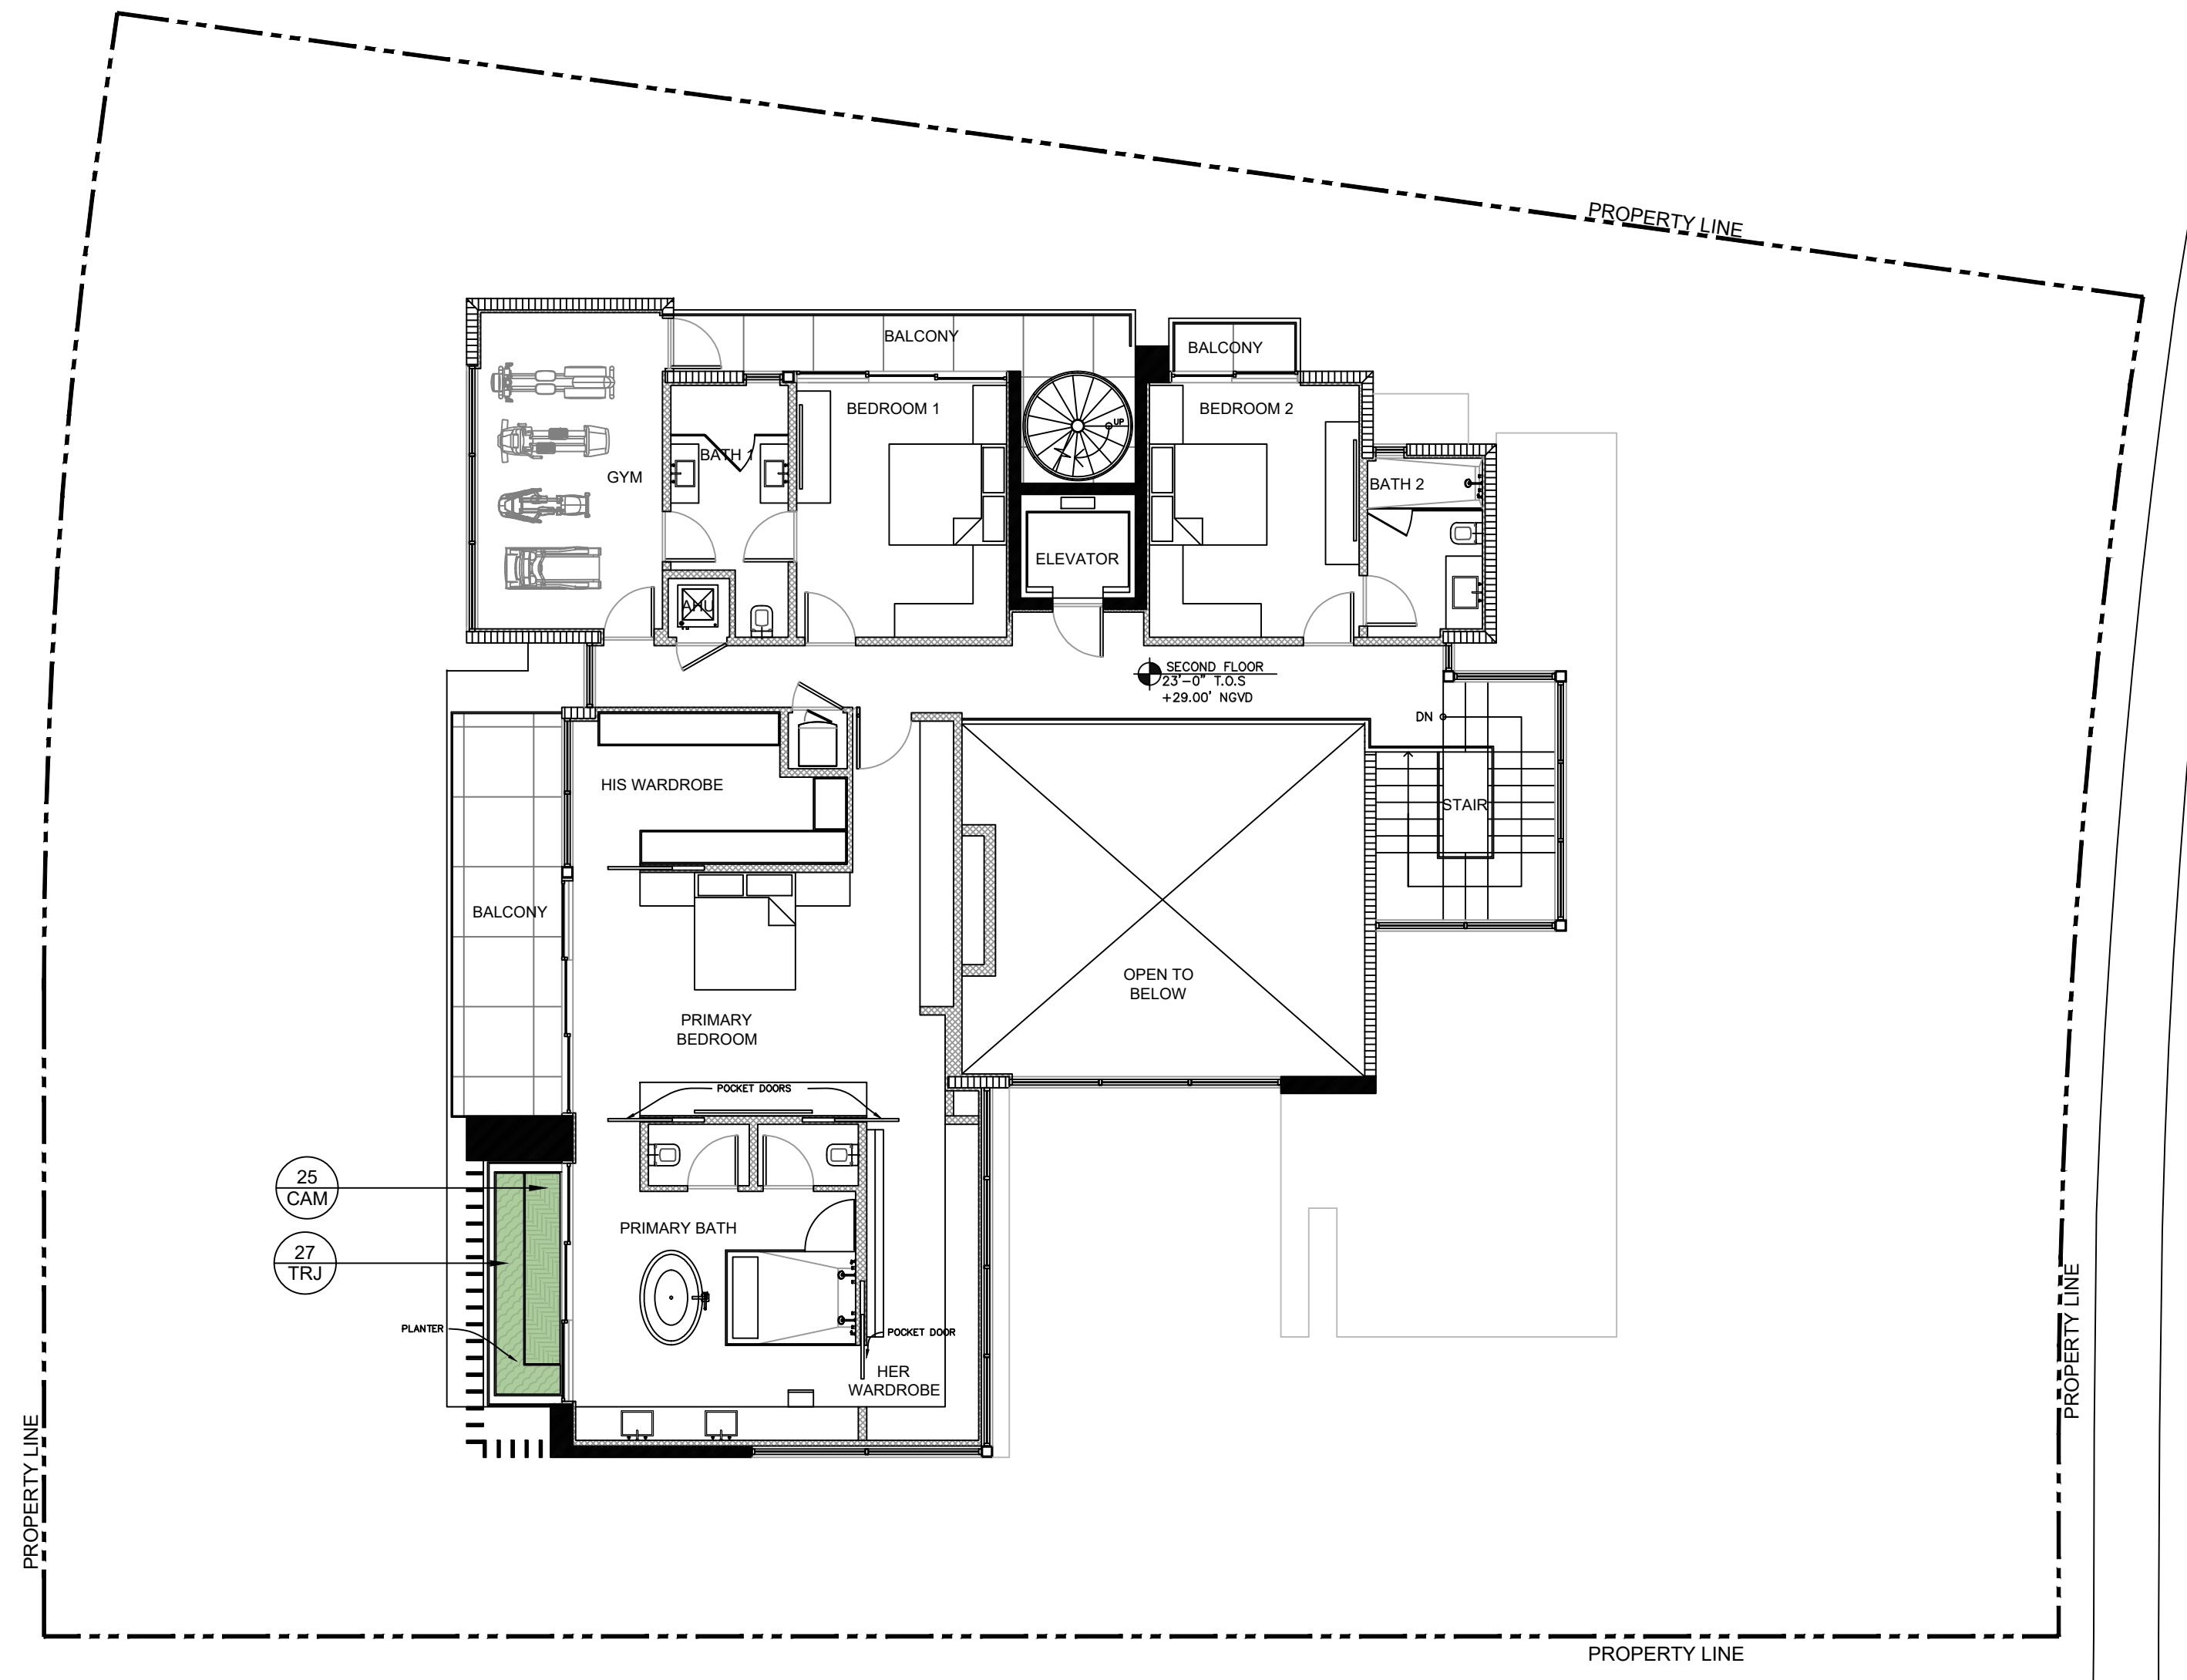 PROPERTY LINE
BALCONY
BALCONY
BEDROOM 1
BEDROOM 2
UP
BATH 1
GYM
BATH 2
ELEVATOR
AHU
SECOND FLOOR
23'-0" T.O.S
+29.00' NGVD
DN
HIS WARDROBE
STAIR
BALCONY
OPEN TO
BELOW
PRIMARY
BEDROOM
POCKET DOORS
25
CAM
PRIMARY BATH
27
TRJ
PLANTER
POCKET DOOR
HER
WARDROBE
PROPERTY LINE
PROPERTY LINE
PROPERTY LINE